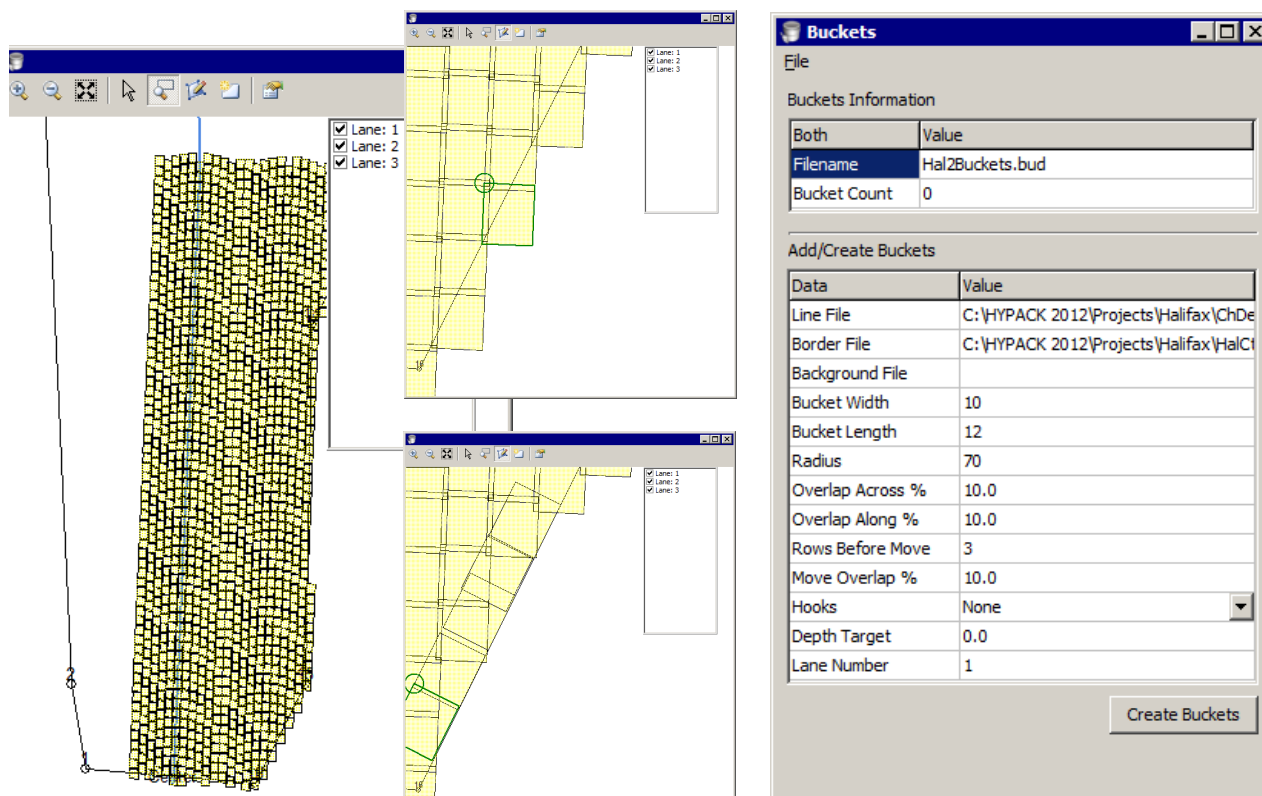 Lane: 1
Lane: 2
Lane: 3
2
1
Lane: 1
Lane: 2
Lane: 3
Lane: 1
Lane: 2
Lane: 3
Buckets
File
Buckets Information
Both Value
Filename Hal2Buckets.bud
Bucket Count 0
Add/Create Buckets
Data Value
Line File C:\HYPACK 2012\Projects\Halifax\ChDe
Border File C:\HYPACK 2012\Projects\Halifax\HalCt
Background File
Bucket Width 10
Bucket Length 12
Radius 70
Overlap Across % 10.0
Overlap Along % 10.0
Rows Before Move 3
Move Overlap % 10.0
Hooks None
Depth Target 0.0
Lane Number 1
Create Buckets